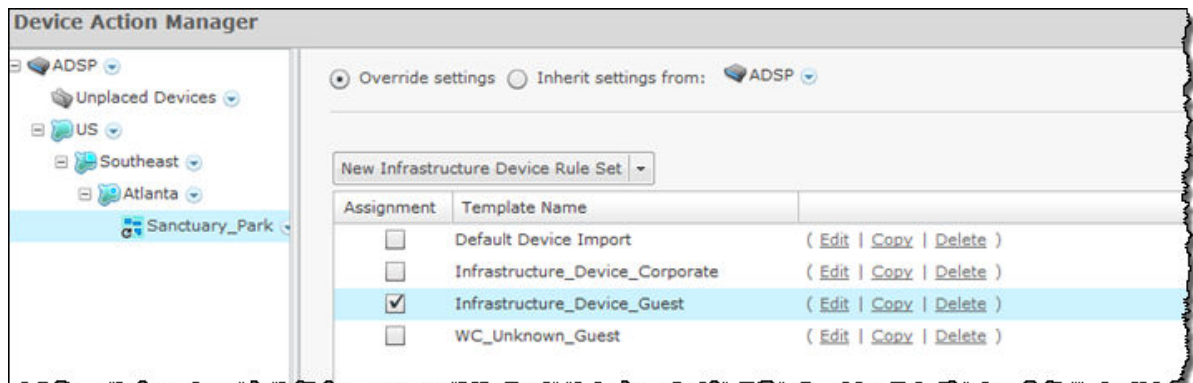 Device Action Manager
ADSP
Unplaced Devices
US
Southeast
Atlanta
Sanctuary_Park
Override settings Inherit settings from: ADSP
New Infrastructure Device Rule Set
Assignment Template Name
Default Device Import ( Edit | Copy | Delete )
Infrastructure_Device_Corporate ( Edit | Copy | Delete )
Infrastructure_Device_Guest ( Edit | Copy | Delete )
WC_Unknown_Guest ( Edit | Copy | Delete )